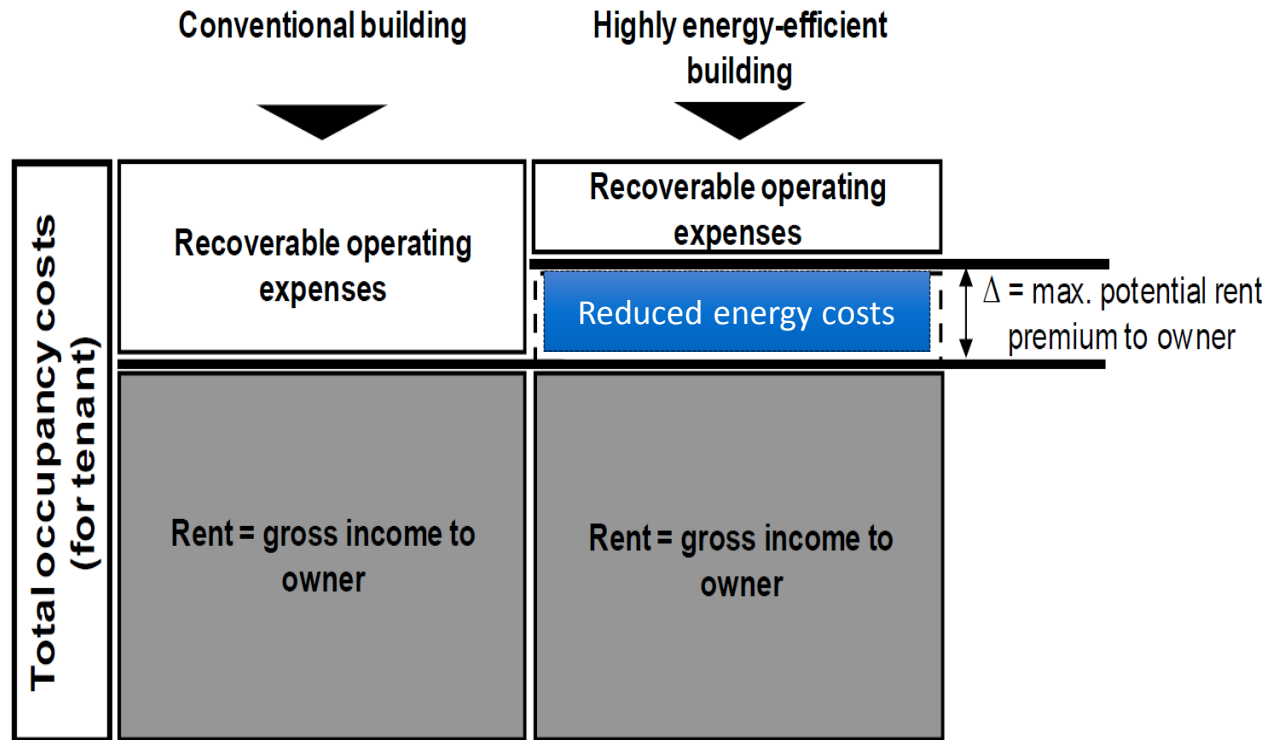 Conventional building
Highly energy-efficient
building
Total occupancy costs
(for tenant)
Recoverable operating
expenses
Recoverable operating
expenses
Reduced energy costs
Δ = max. potential rent
premium to owner
Rent = gross income to
owner
Rent = gross income to
owner